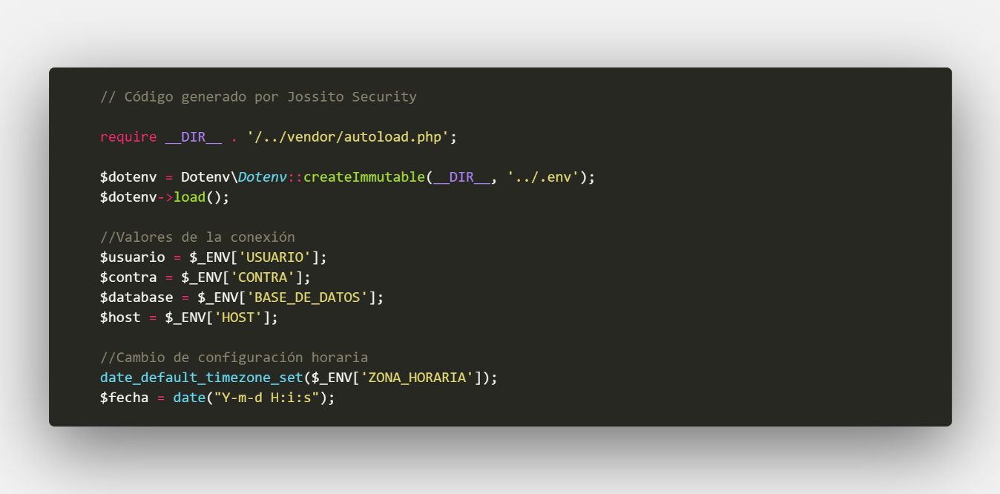 // Código generado por Jossito Security
require __DIR__ . '/../vendor/autoload.php';
$dotenv = Dotenv\Dotenv::createImmutable(__DIR__, '../.env');
$dotenv->load();
//Valores de la conexión
$usuario = $_ENV['USUARIO'];
$contra = $_ENV['CONTRA'];
$database = $_ENV['BASE_DE_DATOS'];
$host = $_ENV['HOST'];
//Cambio de configuración horaria
date_default_timezone_set($_ENV['ZONA_HORARIA']);
$fecha = date("Y-m-d H:i:s");